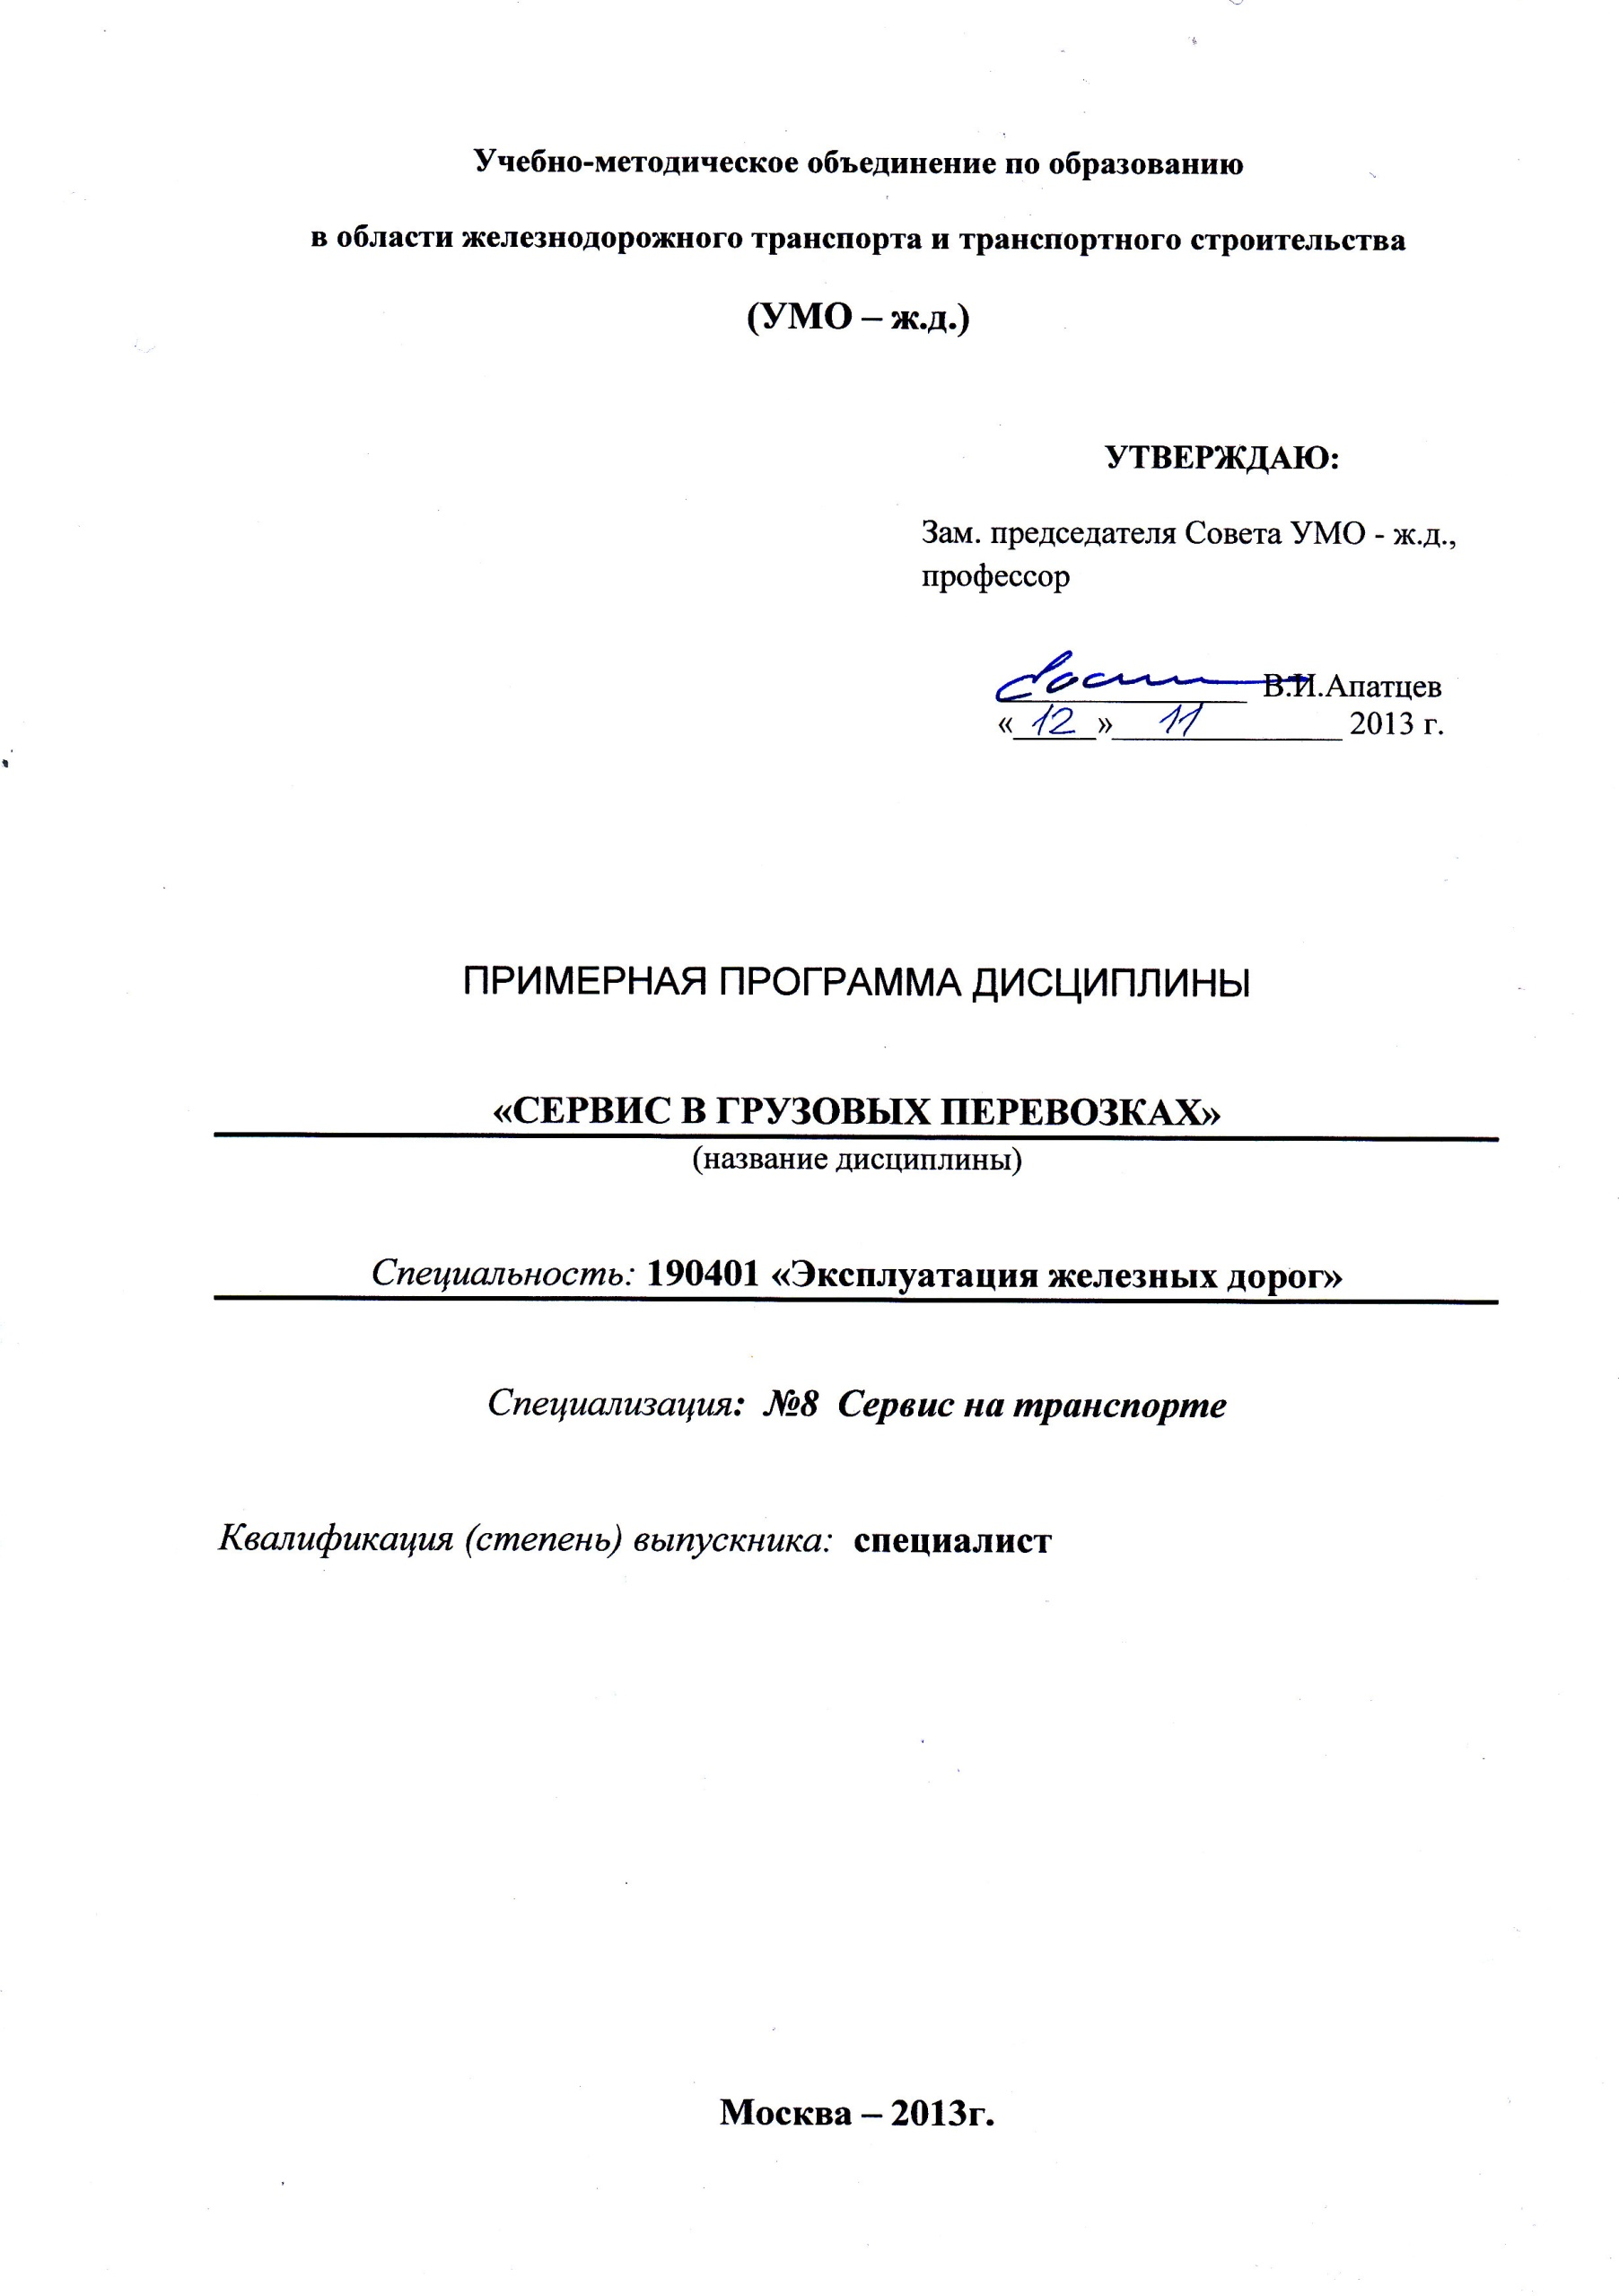 Учебно-методическое объединение по образованию
в области железнодорожного транспорта и транспортного строительства
(УМО – ж.д.)
УТВЕРЖДАЮ:
Зам. председателя Совета УМО - ж.д.,
профессор
В.И.Апатцев
«12» 11 2013 г.
ПРИМЕРНАЯ ПРОГРАММА ДИСЦИПЛИНЫ
«СЕРВИС В ГРУЗОВЫХ ПЕРЕВОЗКАХ»
(название дисциплины)
Специальность: 190401 «Эксплуатация железных дорог»
Специализация: №8 Сервис на транспорте
Квалификация (степень) выпускника: специалист
Москва – 2013г.